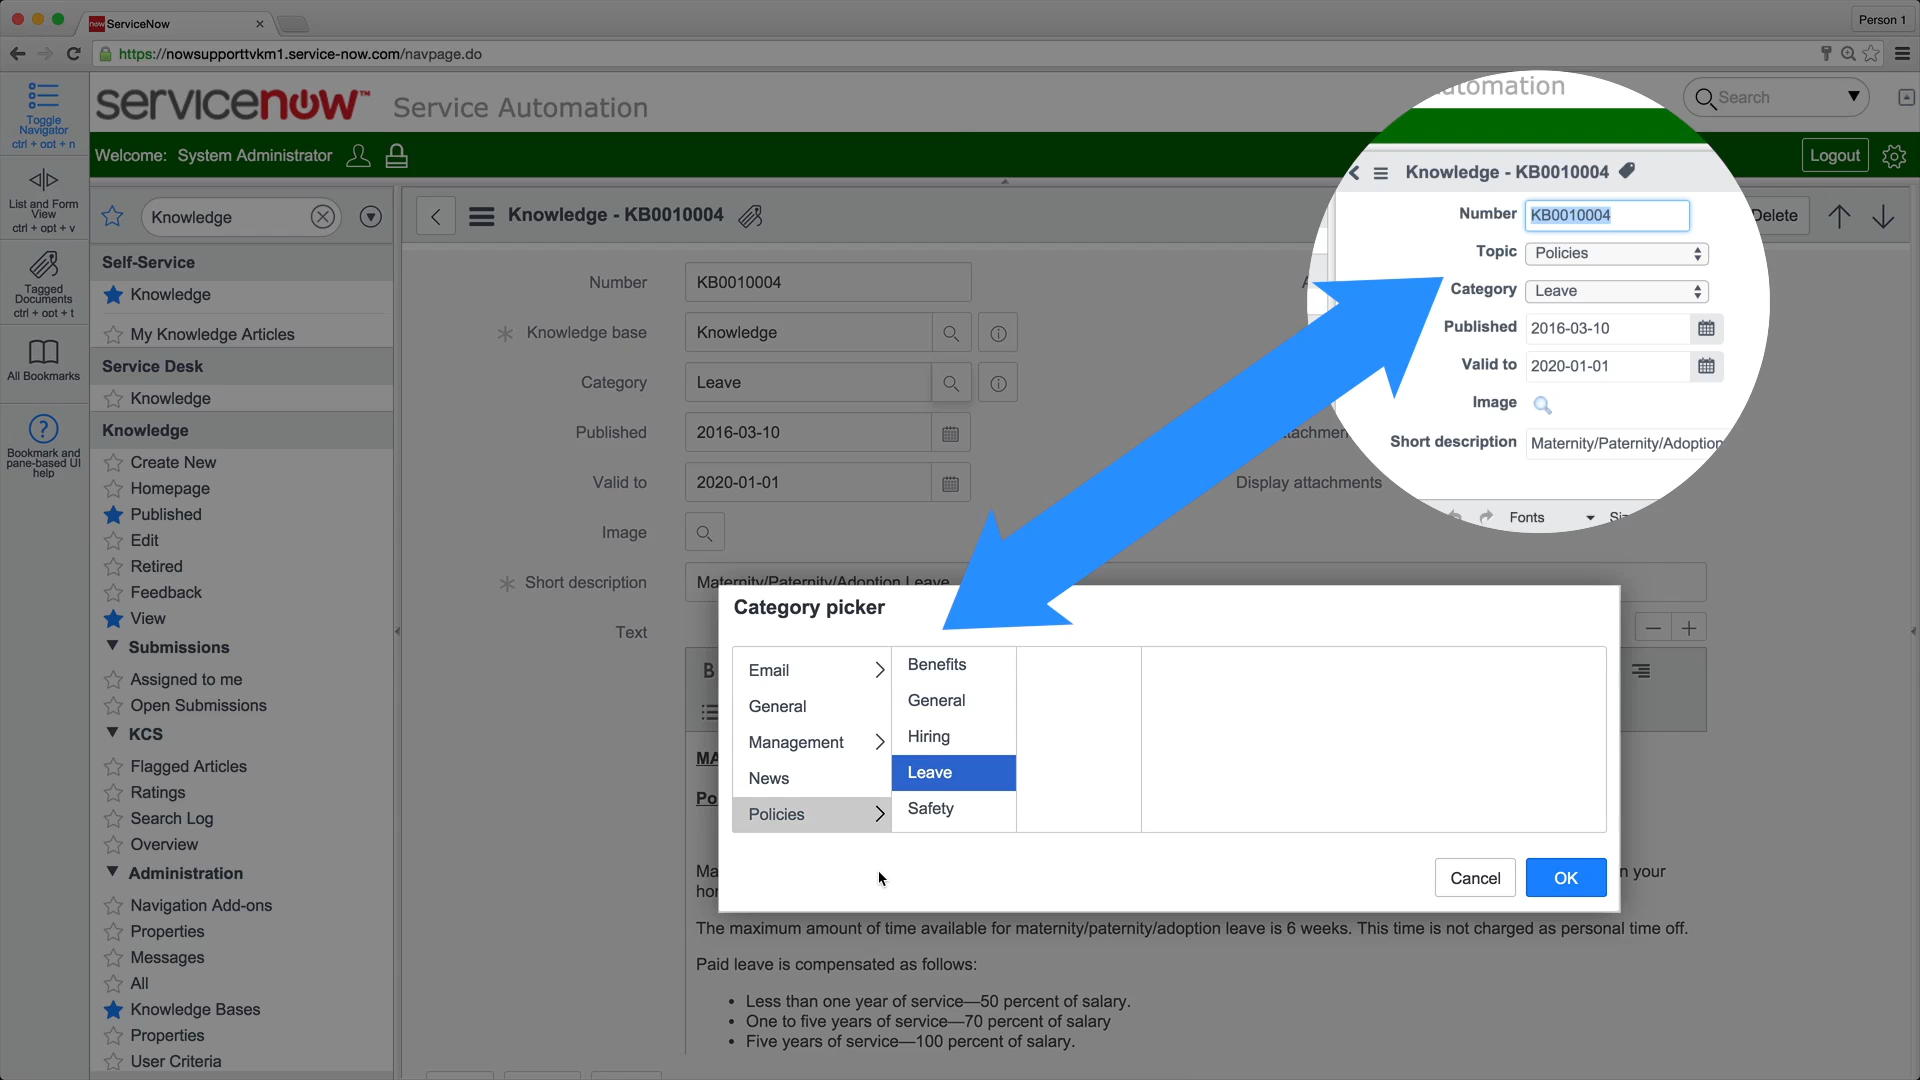 now ServiceNow
Person 1
https://nowsupporttvkm1.service-now.com/navpage.do
Toggle
Navigator
ctrl + opt + n
List and Form
View
ctrl + opt + v
Tagged
Documents
ctrl + opt + t
All Bookmarks
Bookmark and
pane-based UI
help
servicenow™ Service Automation
Search
Welcome: System Administrator
Logout
Knowledge
Self-Service
Knowledge
My Knowledge Articles
Service Desk
Knowledge
Knowledge
Create New
Homepage
Published
Edit
Retired
Feedback
View
Submissions
Assigned to me
Open Submissions
KCS
Flagged Articles
Ratings
Search Log
Overview
Administration
Navigation Add-ons
Properties
Messages
All
Knowledge Bases
Properties
User Criteria
Knowledge - KB0010004
Delete
Number KB0010004
Knowledge base Knowledge
Category Leave
Published 2016-03-10
Valid to 2020-01-01
Display attachments
Image
Short description Maternity/Paternity/Adoption Leave
Text
B
utomation
Knowledge - KB0010004
Number KB0010004
Topic Policies
Category Leave
Published 2016-03-10
Valid to 2020-01-01
Image
Short description Maternity/Paternity/Adoption
Fonts
Category picker
Email
General
Management
News
Policies
Benefits
General
Hiring
Leave
Safety
Cancel
OK
n your
The maximum amount of time available for maternity/paternity/adoption leave is 6 weeks. This time is not charged as personal time off.
Paid leave is compensated as follows:
• Less than one year of service—50 percent of salary.
• One to five years of service—70 percent of salary
• Five years of service—100 percent of salary.